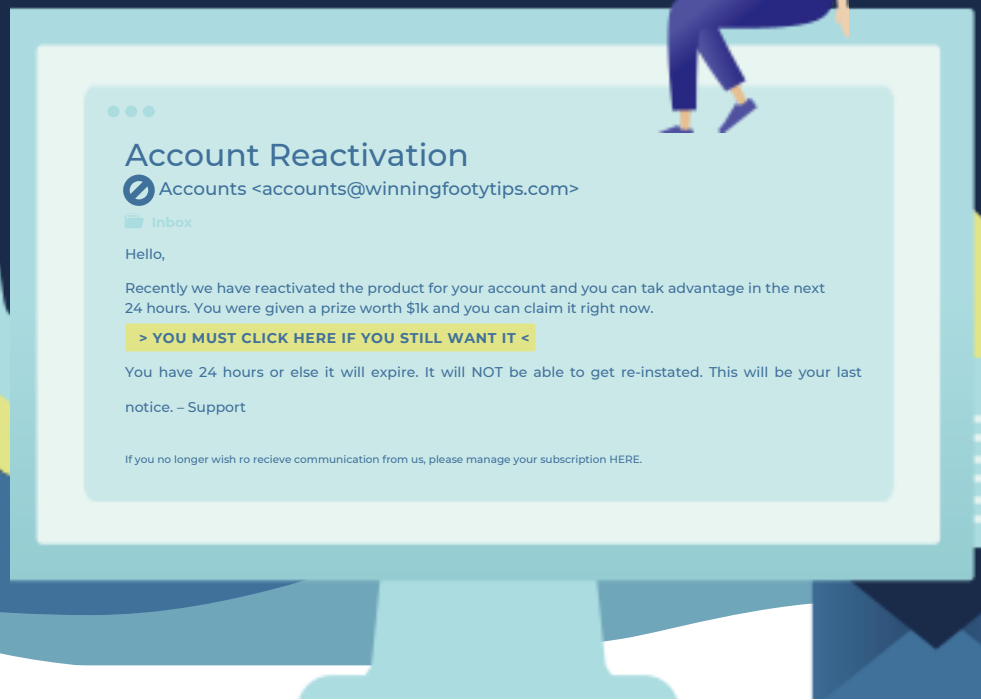 Account Reactivation
Accounts <accounts@winningfootytips.com>
Inbox
Hello,
Recently we have reactivated the product for your account and you can tak advantage in the next
24 hours. You were given a prize worth $1k and you can claim it right now.
> YOU MUST CLICK HERE IF YOU STILL WANT IT <
You have 24 hours or else it will expire. It will NOT be able to get re-instated. This will be your last
notice. – Support
If you no longer wish ro recieve communication from us, please manage your subscription HERE.